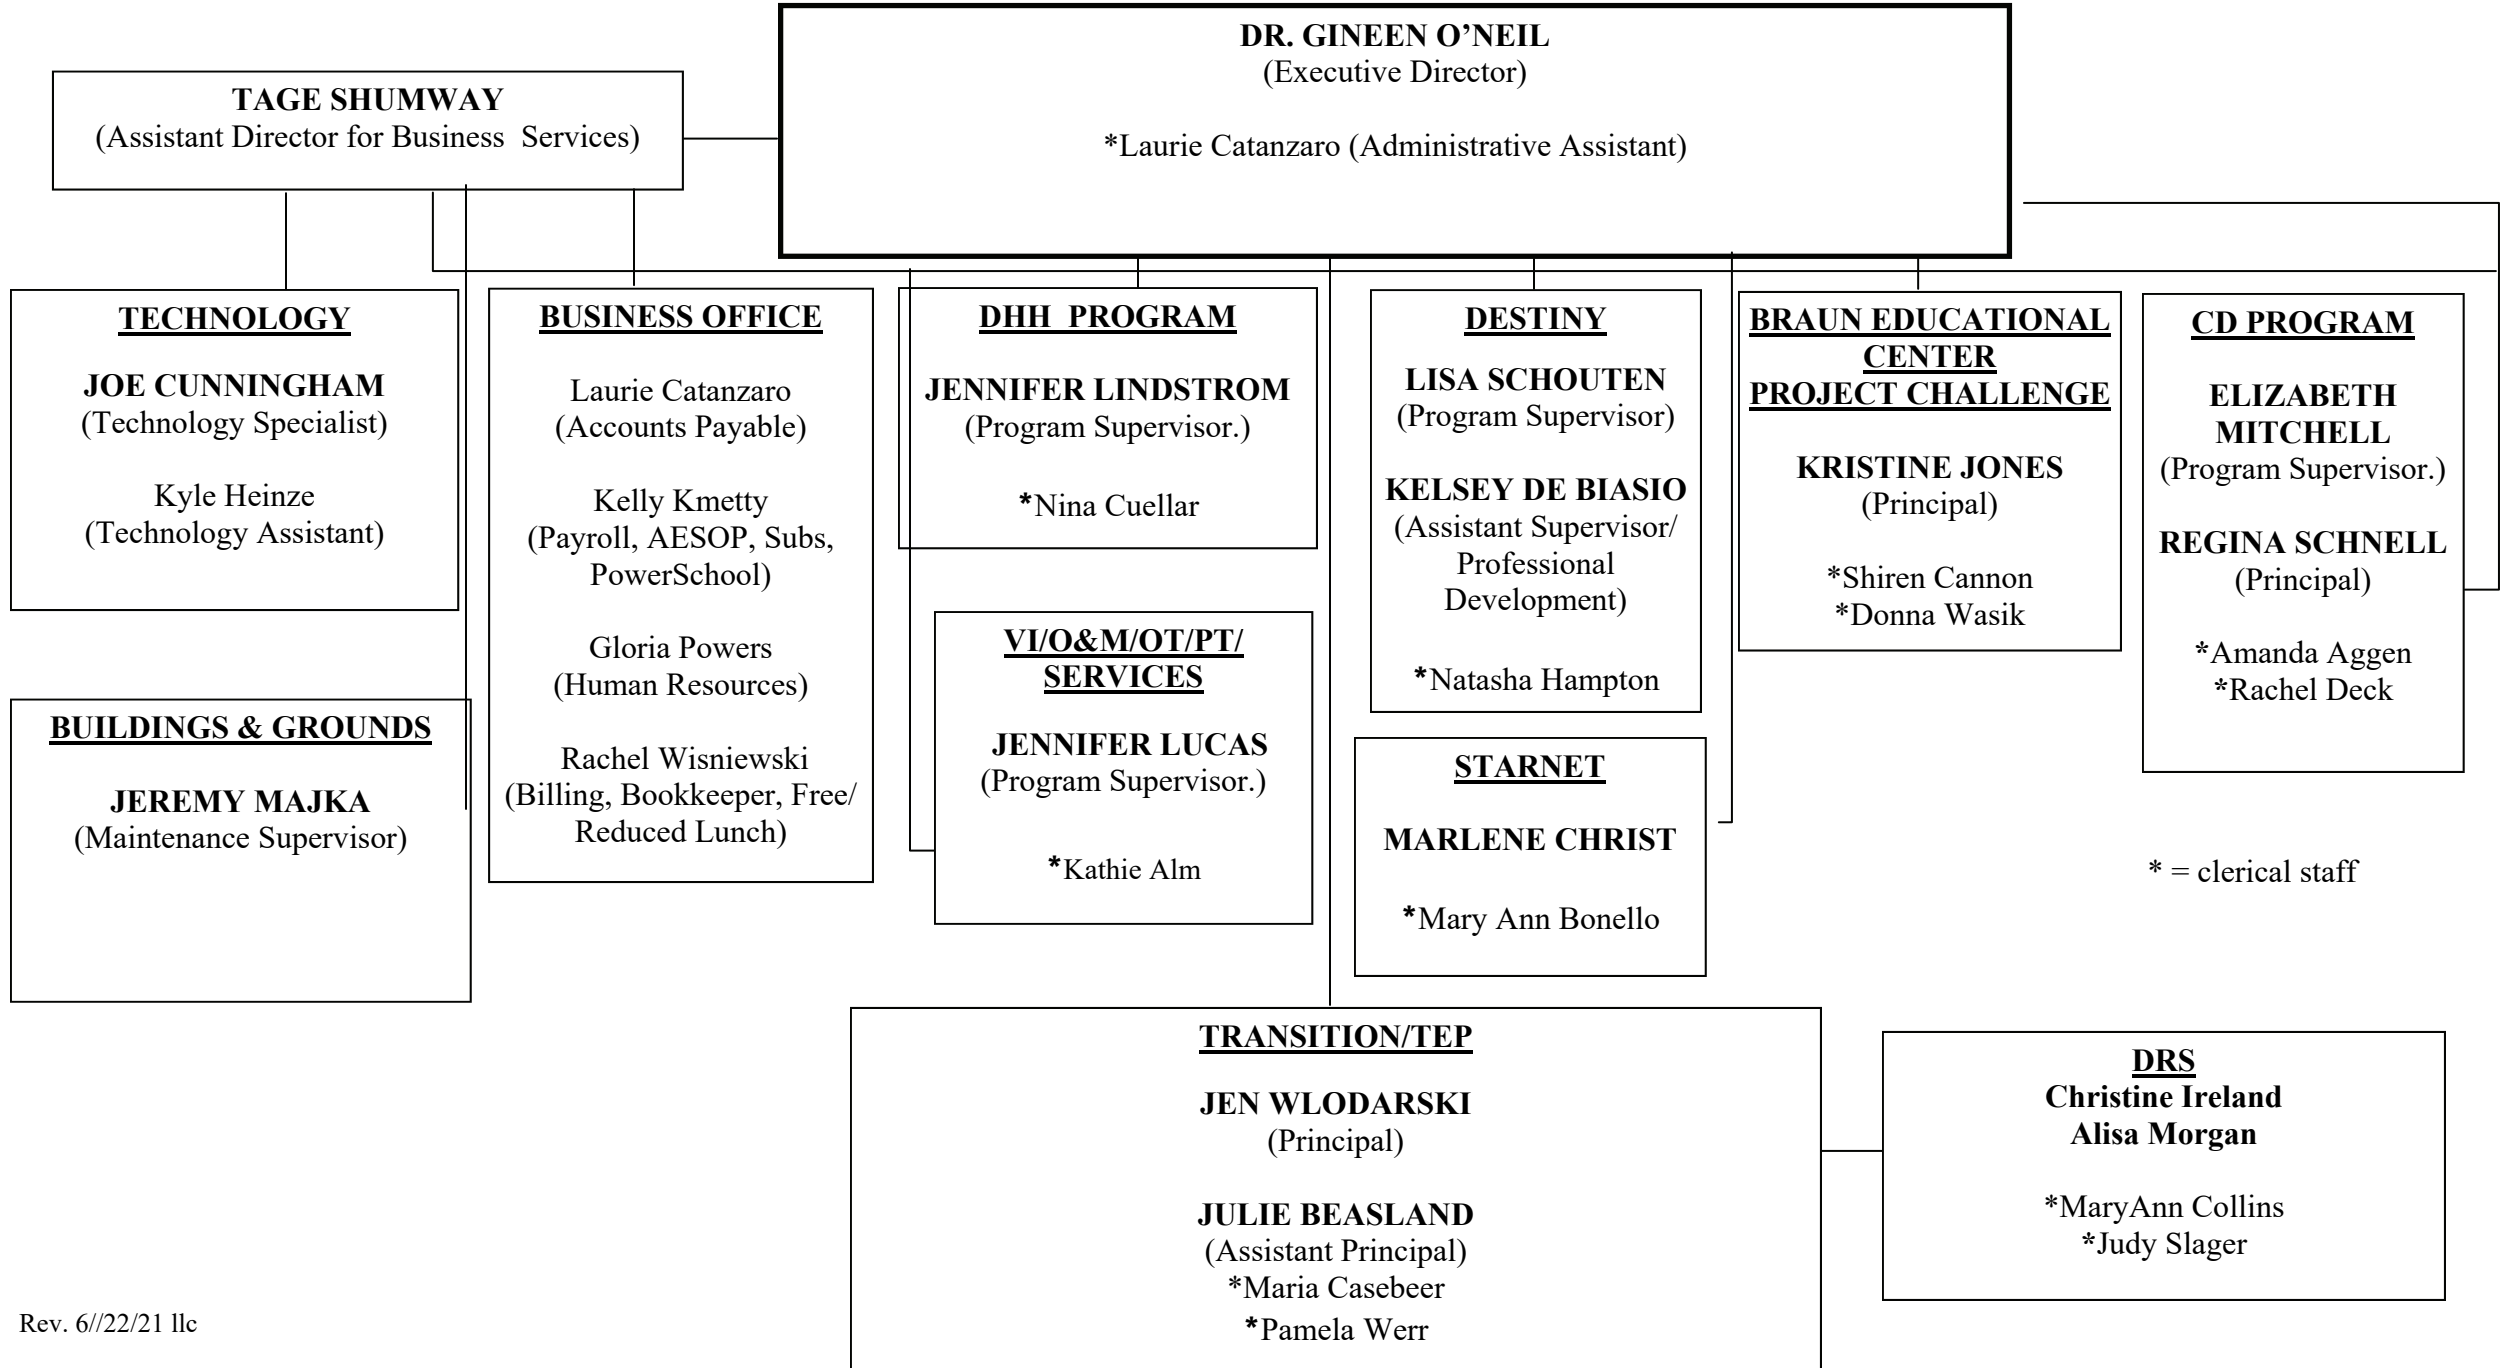 DR. GINEEN O’NEIL
(Executive Director)
*Laurie Catanzaro (Administrative Assistant)
TAGE SHUMWAY
(Assistant Director for Business  Services)
TECHNOLOGY
JOE CUNNINGHAM
(Technology Specialist)
Kyle Heinze
(Technology Assistant)
BUILDINGS & GROUNDS
JEREMY MAJKA
(Maintenance Supervisor)
BUSINESS OFFICE
Laurie Catanzaro
(Accounts Payable)
Kelly Kmetty
(Payroll, AESOP, Subs,
PowerSchool)
Gloria Powers
(Human Resources)
Rachel Wisniewski
(Billing, Bookkeeper, Free/
Reduced Lunch)
DHH  PROGRAM
JENNIFER LINDSTROM
(Program Supervisor.)
*Nina Cuellar
VI/O&M/OT/PT/
SERVICES
JENNIFER LUCAS
(Program Supervisor.)
*Kathie Alm
DESTINY
LISA SCHOUTEN
(Program Supervisor)
KELSEY DE BIASIO
(Assistant Supervisor/
Professional
Development)
*Natasha Hampton
STARNET
MARLENE CHRIST
*Mary Ann Bonello
BRAUN EDUCATIONAL
CENTER
PROJECT CHALLENGE
KRISTINE JONES
(Principal)
*Shiren Cannon
*Donna Wasik
CD PROGRAM
ELIZABETH
MITCHELL
(Program Supervisor.)
REGINA SCHNELL
(Principal)
*Amanda Aggen
*Rachel Deck
* = clerical staff
TRANSITION/TEP
JEN WLODARSKI
(Principal)
JULIE BEASLAND
(Assistant Principal)
*Maria Casebeer
*Pamela Werr
DRS
Christine Ireland
Alisa Morgan
*MaryAnn Collins
*Judy Slager
Rev. 6//22/21 llc